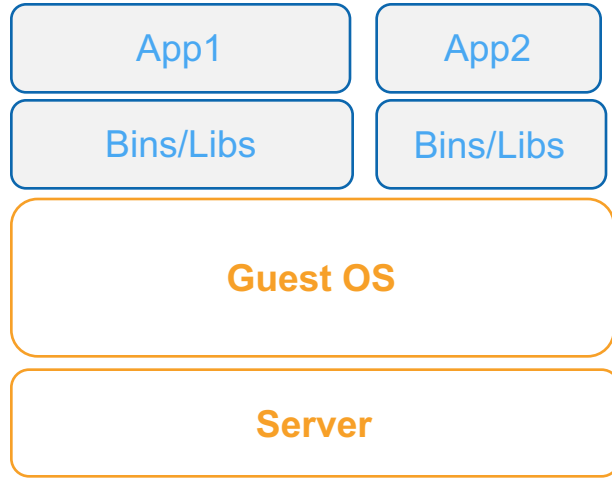 App1
App2
Bins/Libs
Bins/Libs
Guest OS
Server